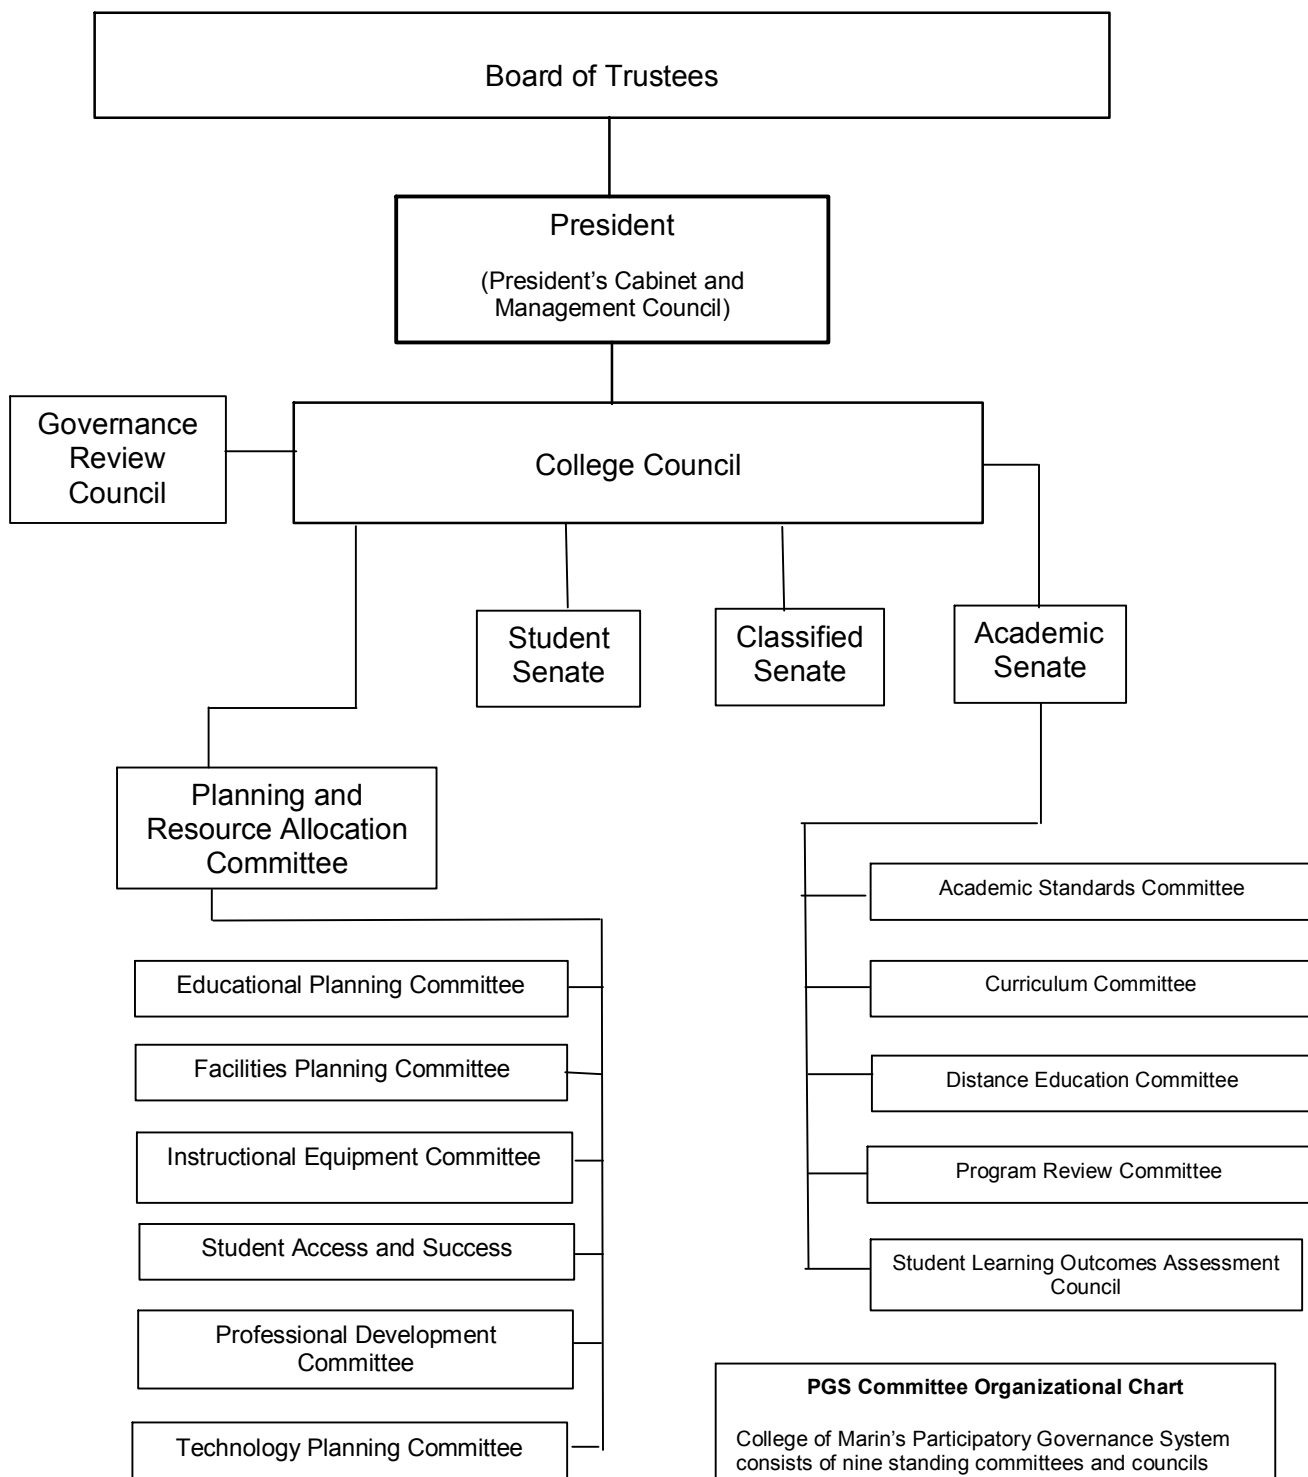 Board of Trustees
President
(President’s Cabinet and
Management Council)
Governance
Review
Council
College Council
Student
Senate
Classified
Senate
Academic
Senate
Planning and
Resource Allocation
Committee
Educational Planning Committee
Facilities Planning Committee
Instructional Equipment Committee
Student Access and Success
Professional Development
Committee
Technology Planning Committee
Academic Standards Committee
Curriculum Committee
Distance Education Committee
Program Review Committee
Student Learning Outcomes Assessment
Council
PGS Committee Organizational Chart
College of Marin’s Participatory Governance System
consists of nine standing committees and councils